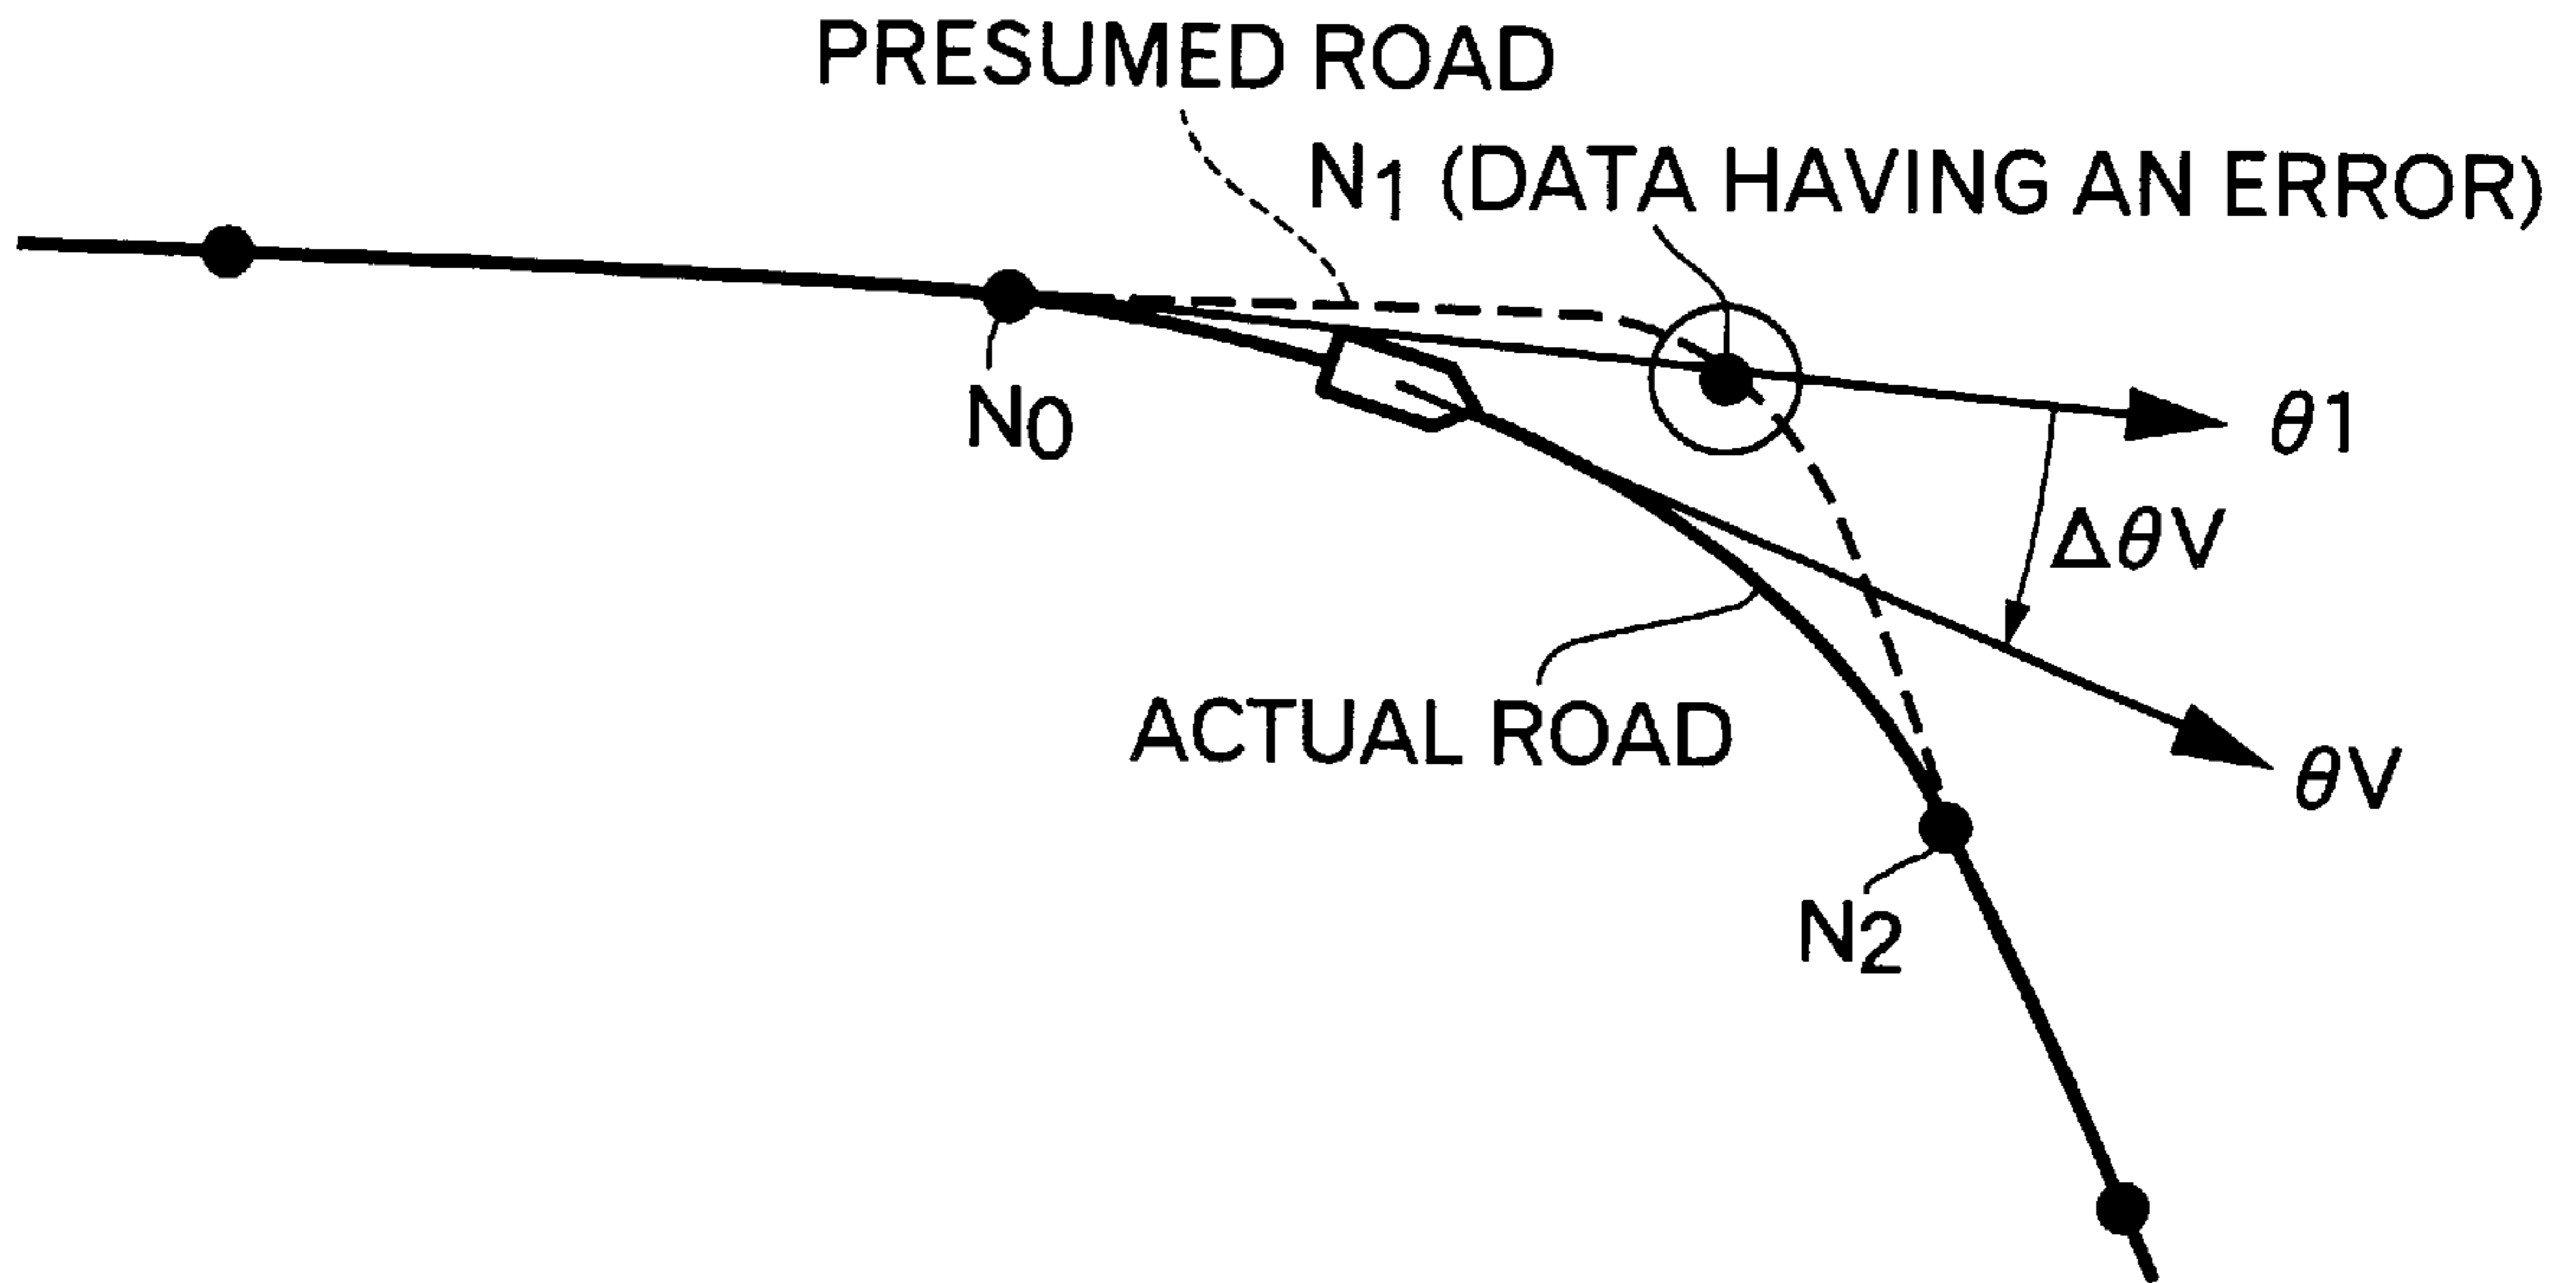 PRESUMED ROAD
N1 (DATA HAVING AN ERROR)
N0
θ1
ΔθV
ACTUAL ROAD
θV
N2